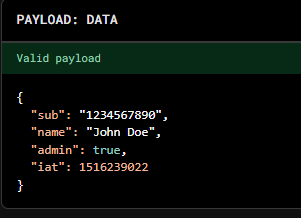 PAYLOAD: DATA
Valid payload
{
  "sub": "1234567890",
  "name": "John Doe",
  "admin": true,
  "iat": 1516239022
}